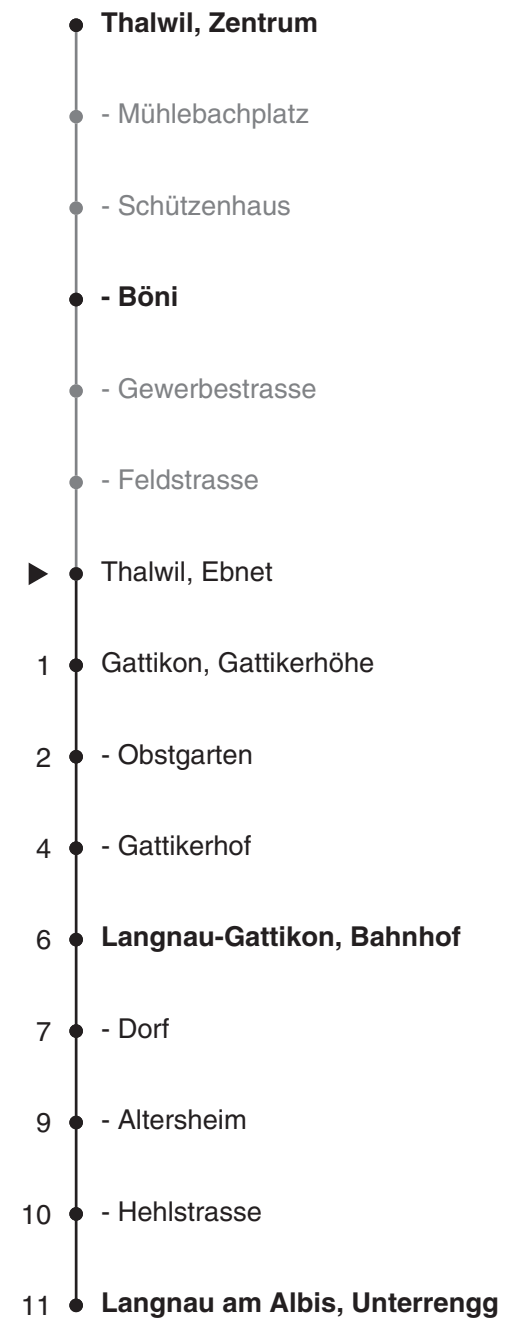 Thalwil, Zentrum
- Mühlebachplatz
- Schützenhaus
- Böni
- Gewerbestrasse
- Feldstrasse
Thalwil, Ebnet
1 Gattikon, Gattikerhöhe
2 - Obstgarten
4 - Gattikerhof
6 Langnau-Gattikon, Bahnhof
7 - Dorf
9 - Altersheim
10 - Hehlstrasse
11 Langnau am Albis, Unterrengg